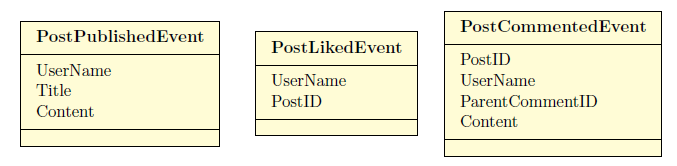 PostPublishedEvent
UserName
Title
Content
PostLikedEvent
UserName
PostID
PostCommentedEvent
PostID
UserName
ParentCommentID
Content